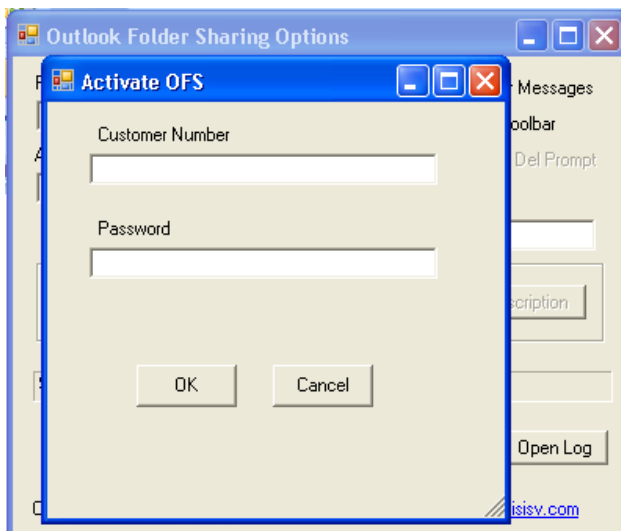 Outlook Folder Sharing Options
Activate OFS
Messages
Customer Number
oolbar
Del Prompt
Password
scription
OK
Cancel
Open Log
isisv.com